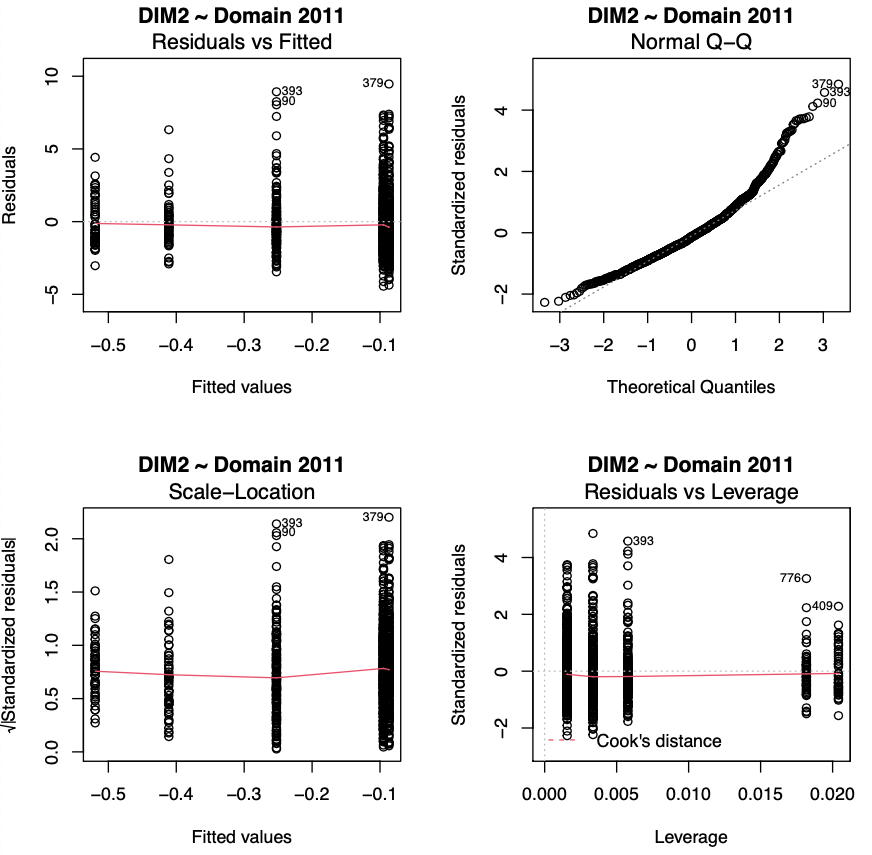 DIM2 ~ Domain 2011
Residuals vs Fitted
Residuals
10
5
0
−5
393
90
379
−0.5 −0.4 −0.3 −0.2 −0.1
Fitted values
DIM2 ~ Domain 2011
Normal Q−Q
Standardized residuals
4
2
0
−2
379
393
90
−3 −2 −1 0 1 2 3
Theoretical Quantiles
DIM2 ~ Domain 2011
Scale−Location
√|Standardized residuals|
2.0
1.5
1.0
0.5
0.0
393
90
379
−0.5 −0.4 −0.3 −0.2 −0.1
Fitted values
DIM2 ~ Domain 2011
Residuals vs Leverage
Standardized residuals
4
2
0
−2
393
776
409
Cook's distance
0.000 0.005 0.010 0.015 0.020
Leverage